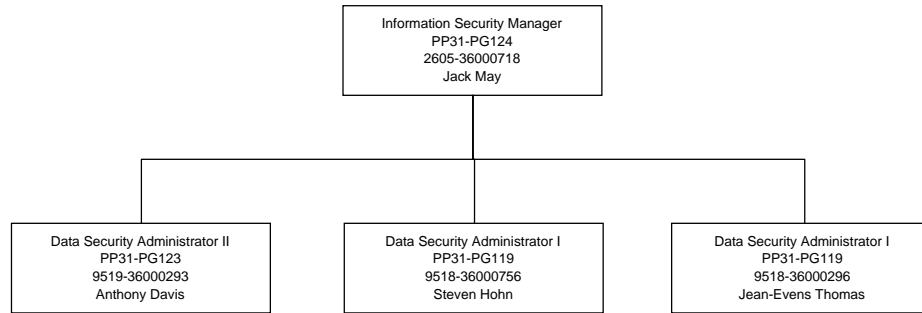 Information Security Manager
PP31-PG124
2605-36000718
Jack May
Data Security Administrator II
PP31-PG123
9519-36000293
Anthony Davis
Data Security Administrator I
PP31-PG119
9518-36000756
Steven Hohn
Data Security Administrator I
PP31-PG119
9518-36000296
Jean-Evens Thomas